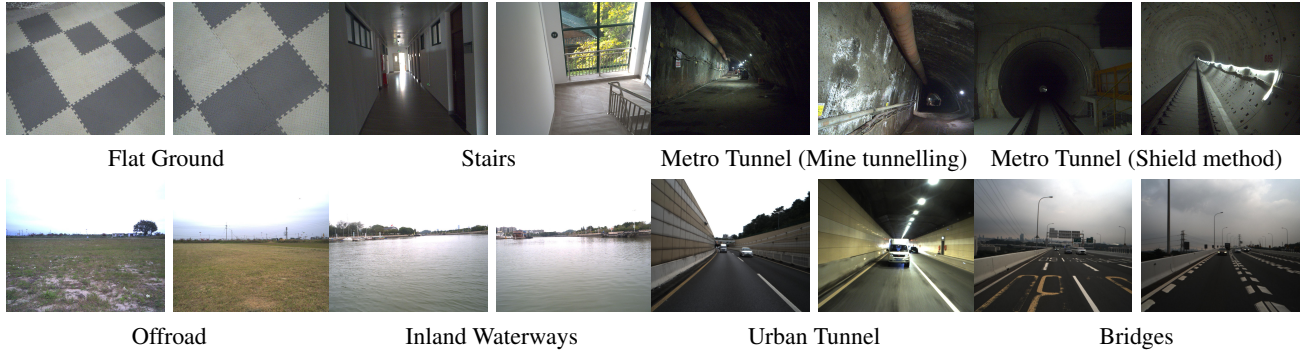 Flat Ground
Stairs
Metro Tunnel (Mine tunnelling)
Metro Tunnel (Shield method)
Offroad
Inland Waterways
Urban Tunnel
Bridges